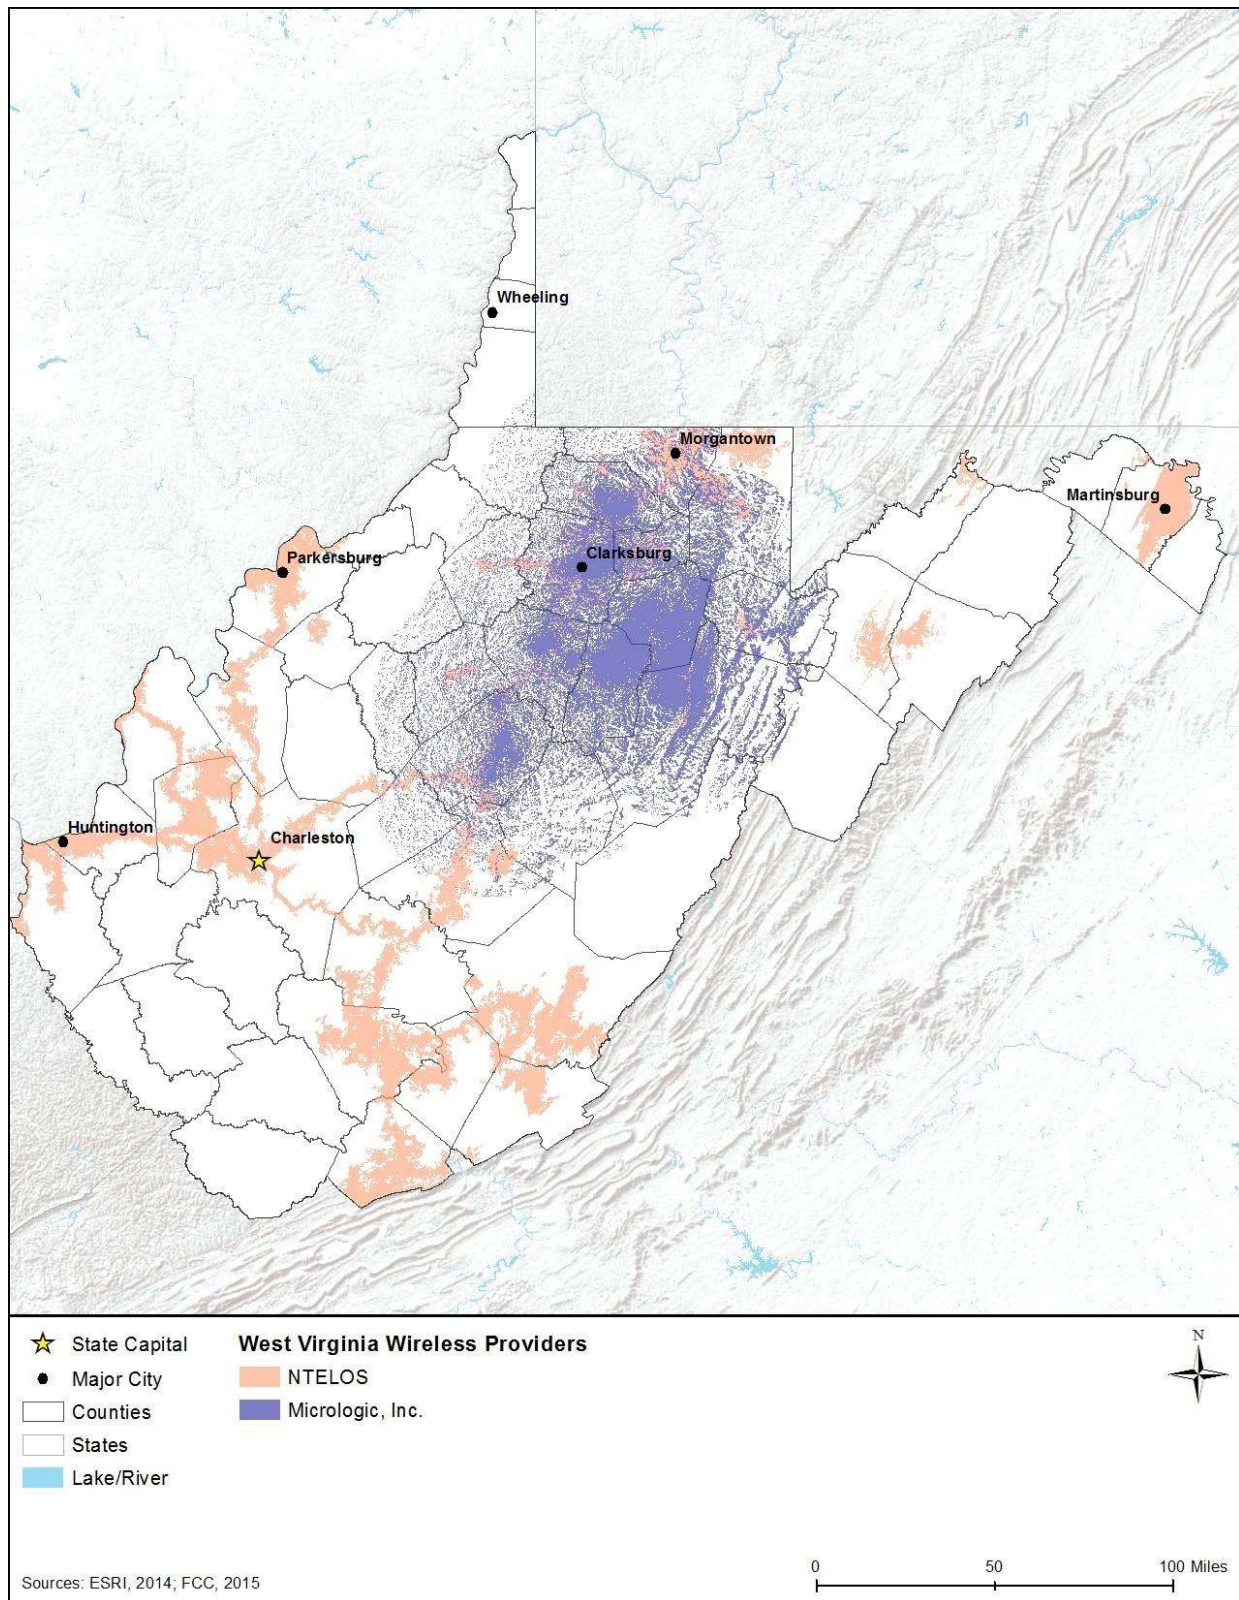 Wheeling
Morgantown
Martinsburg
Parkersburg
Clarksburg
Huntington
Charleston
State Capital
Major City
Counties
States
Lake/River
West Virginia Wireless Providers
NTELOS
Micrologic, Inc.
N
Sources: ESRI, 2014; FCC, 2015
0 50 100 Miles